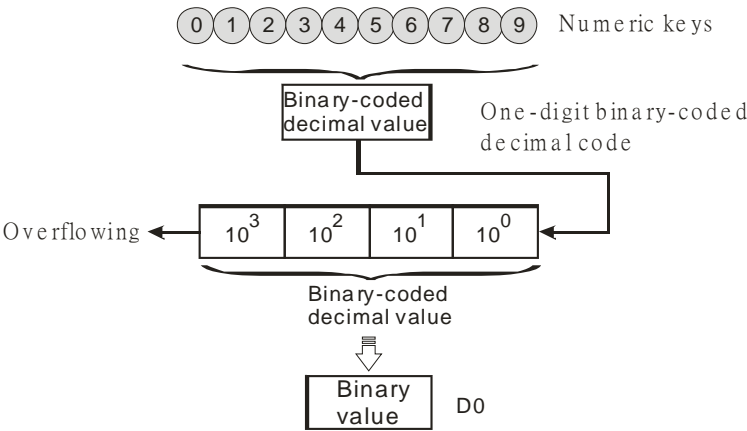 0 1 2 3 4 5 6 7 8 9 Numeric keys
Binary-coded
decimal value
One-digit binary-coded
decimal code
Overflowing
10^3 10^2 10^1 10^0
Binary-coded
decimal value
Binary
value
D0